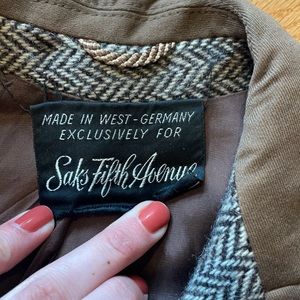 MADE IN WEST-GERMANY
EXCLUSIVELY FOR
Saks Fifth Avenue